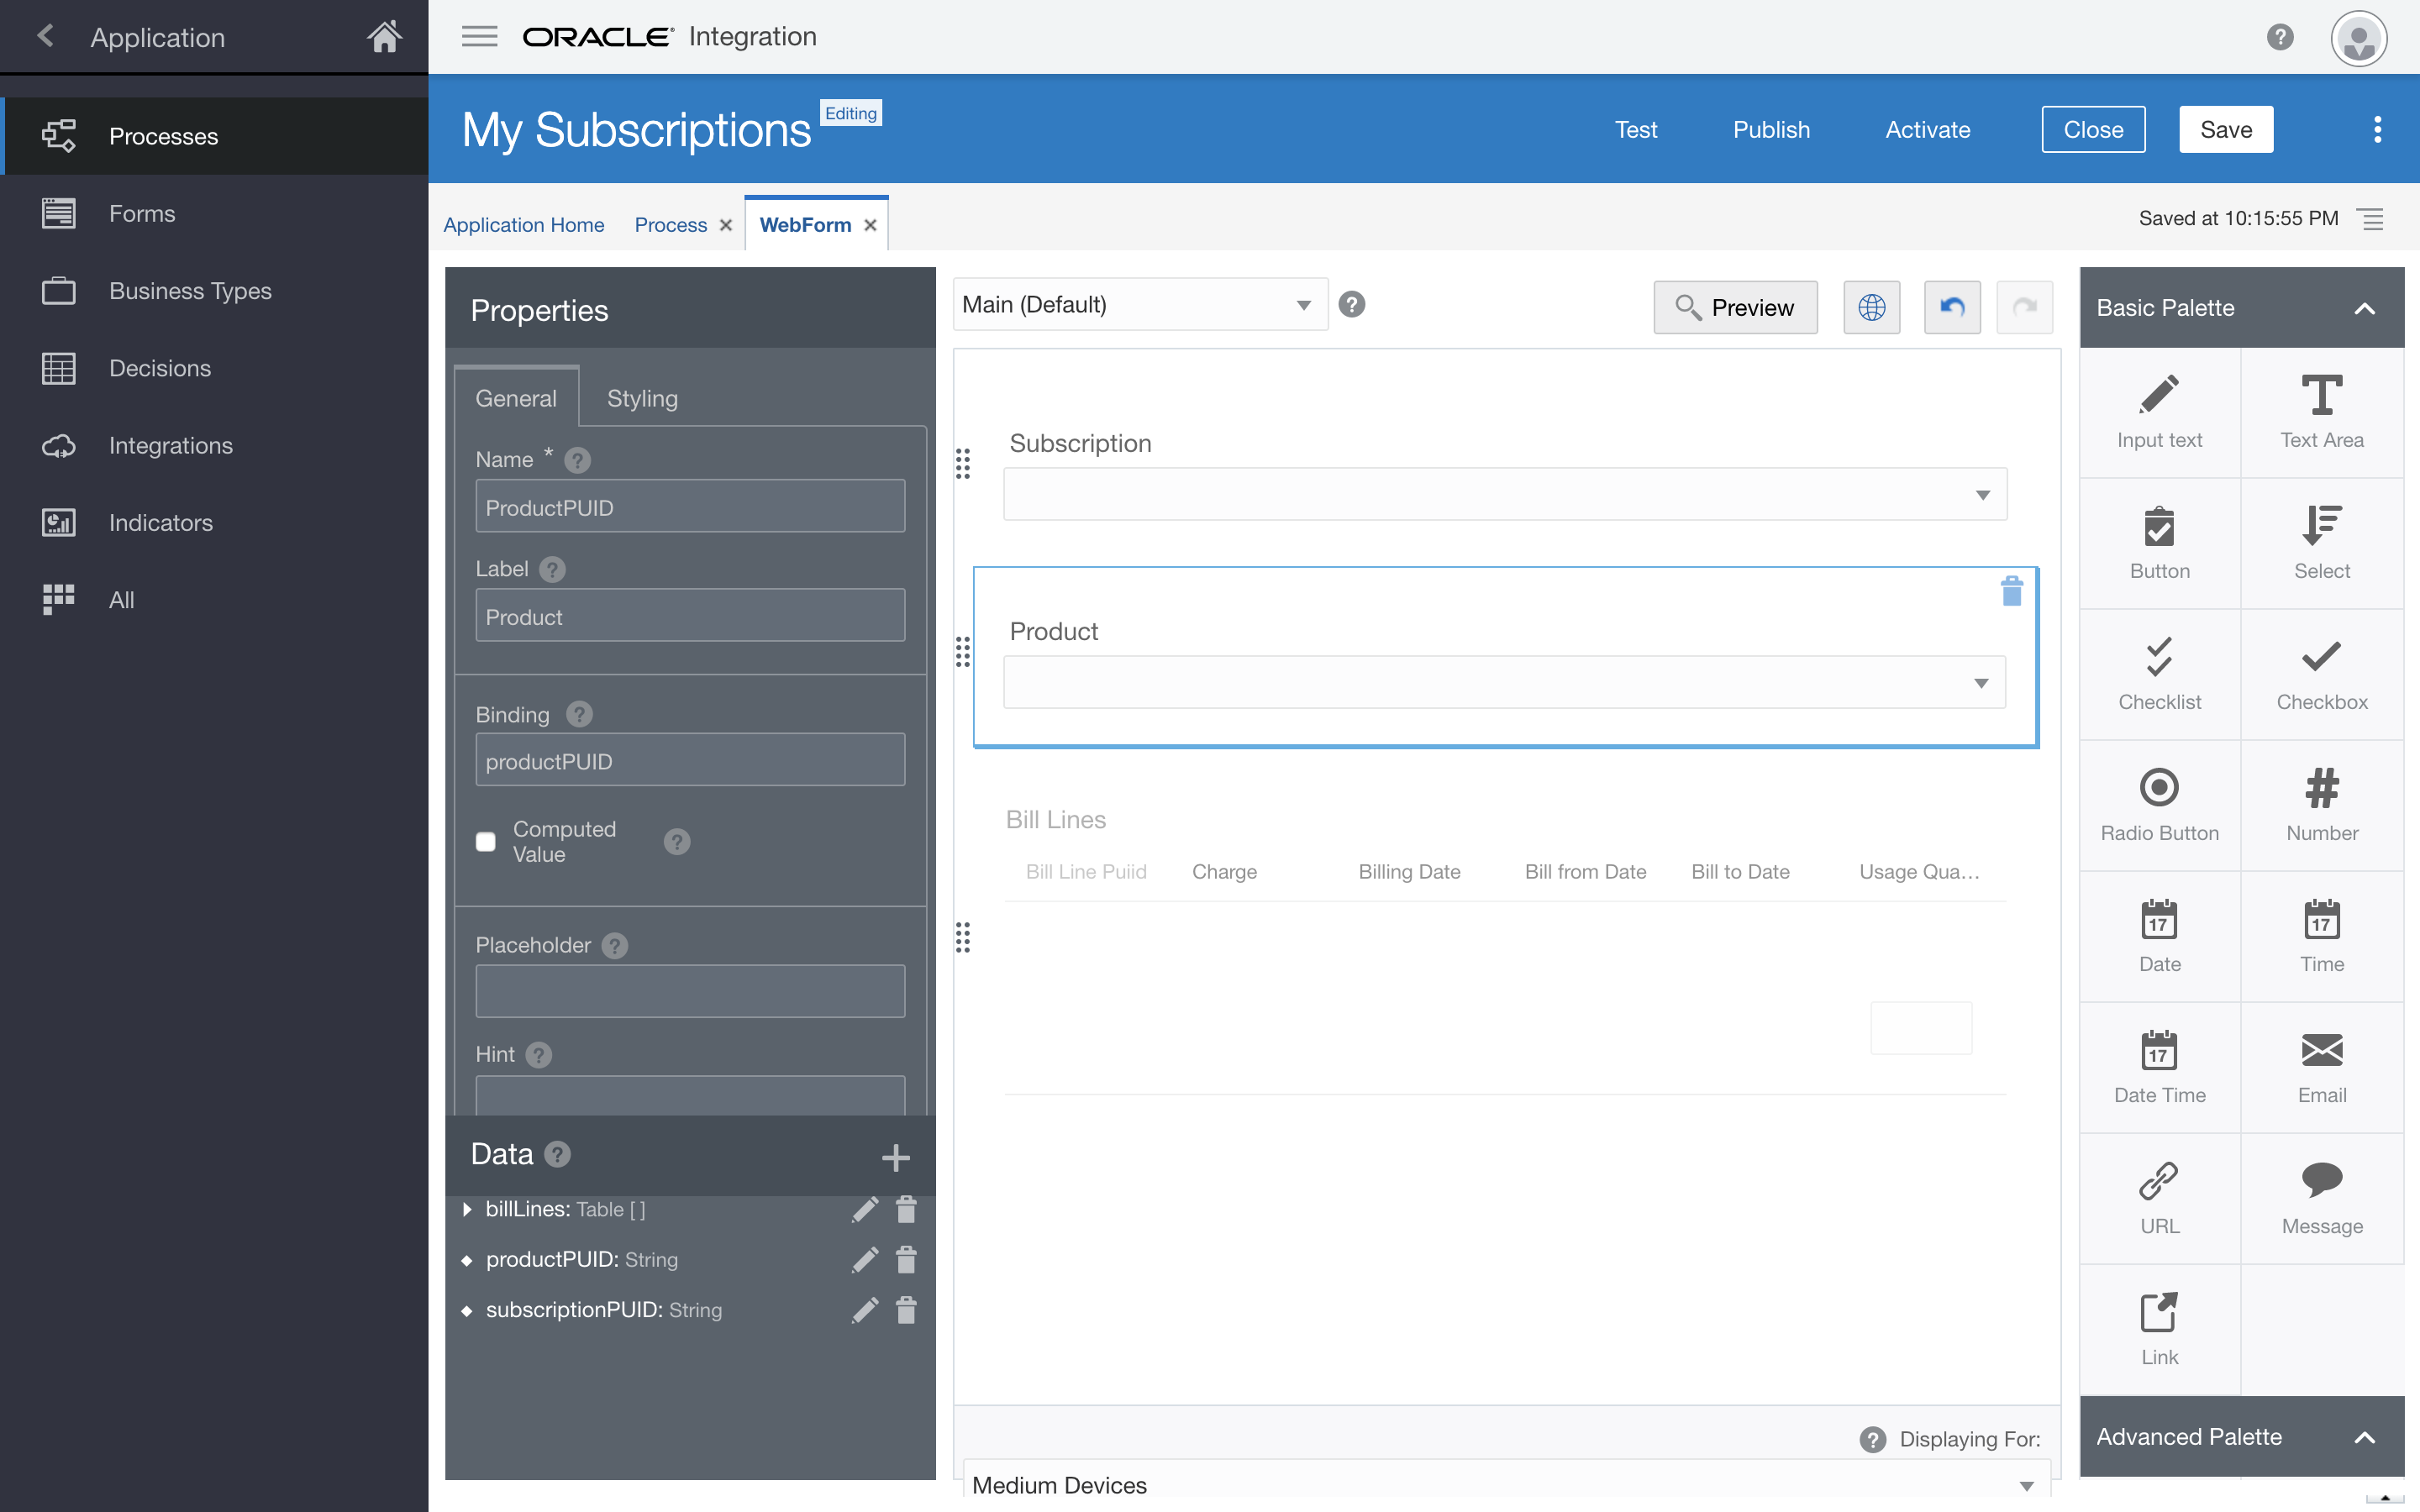 Application
ORACLE Integration
?
My Subscriptions Editing
Test
Publish
Activate
Close
Save
Processes
Forms
Business Types
Decisions
Integrations
Indicators
All
Application Home
Process
WebForm
Saved at 10:15:55 PM
Properties
General
Styling
Name * ?
ProductPUID
Label ?
Product
Binding ?
productPUID
Computed
Value ?
Placeholder ?
Hint ?
Data ?
billLines: Table [ ]
productPUID: String
subscriptionPUID: String
Main (Default) ?
Preview
Subscription
Product
Bill Lines
Bill Line Puiid
Charge
Billing Date
Bill from Date
Bill to Date
Usage Qua...
? Displaying For:
Medium Devices
Basic Palette
Input text
Text Area
Button
Select
Checklist
Checkbox
Radio Button
Number
17
Date
17
Time
17
Date Time
Email
URL
Message
Link
Advanced Palette